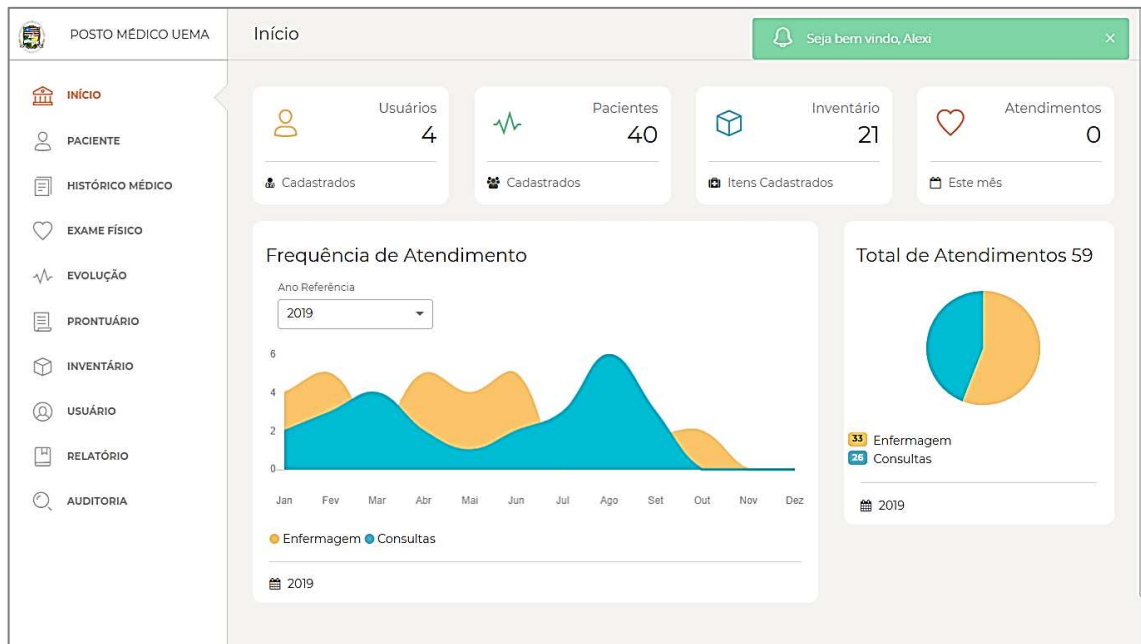 POSTO MÉDICO UEMA
Início
Seja bem vindo, Alexi
×
INÍCIO
PACIENTE
HISTÓRICO MÉDICO
EXAME FÍSICO
EVOLUÇÃO
PRONTUÁRIO
INVENTÁRIO
USUÁRIO
RELATÓRIO
AUDITORIA
Usuários
4
Cadastrados
Pacientes
40
Cadastrados
Inventário
21
Itens Cadastrados
Atendimentos
0
Este mês
Frequência de Atendimento
Ano Referência
2019
6
4
2
0
Jan Fev Mar Abr Mai Jun Jul Ago Set Out Nov Dez
Enfermagem Consultas
2019
Total de Atendimentos 59
33 Enfermagem
26 Consultas
2019